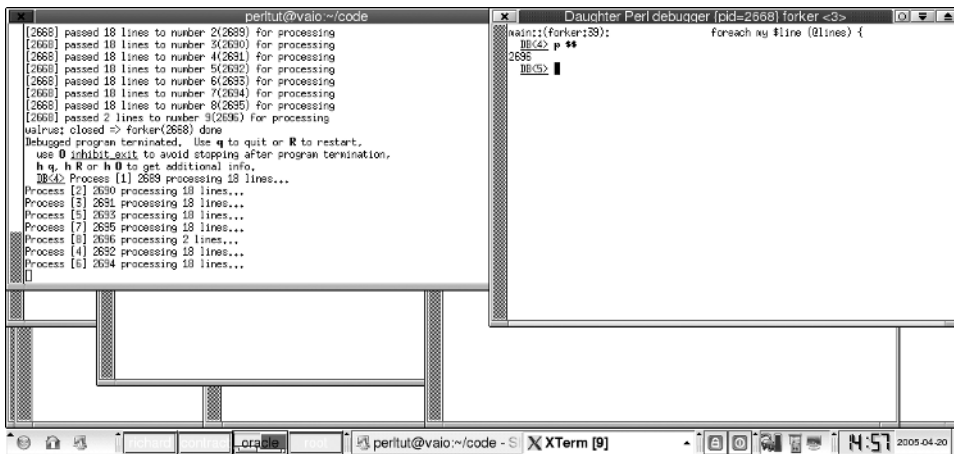 perltut@vaio:~/code
[2668] passed 18 lines to number 2(2689) for processing
[2668] passed 18 lines to number 3(2690) for processing
[2668] passed 18 lines to number 4(2691) for processing
[2668] passed 18 lines to number 5(2692) for processing
[2668] passed 18 lines to number 6(2693) for processing
[2668] passed 18 lines to number 7(2694) for processing
[2668] passed 18 lines to number 8(2695) for processing
[2668] passed 2 lines to number 9(2696) for processing
walrus: closed => forker(2668) done
Debugged program terminated.  Use q to quit or R to restart,
use O inhibit_exit to avoid stopping after program termination,
h q, h R or h O to get additional info.
DB<4> Process [1] 2689 processing 18 lines...
Process [2] 2690 processing 18 lines...
Process [3] 2691 processing 18 lines...
Process [5] 2693 processing 18 lines...
Process [7] 2695 processing 18 lines...
Process [8] 2696 processing 2 lines...
Process [4] 2692 processing 18 lines...
Process [6] 2694 processing 18 lines...
Daughter Perl debugger {pid=2668} forker <3>
main::(forker:39): foreach my $line (@lines) {
DB<4> p $$
2696
DB<5>
richard
contrac
oracle
root
perltut@vaio:~/code - S
XTerm [9]
14:57
2005-04-20